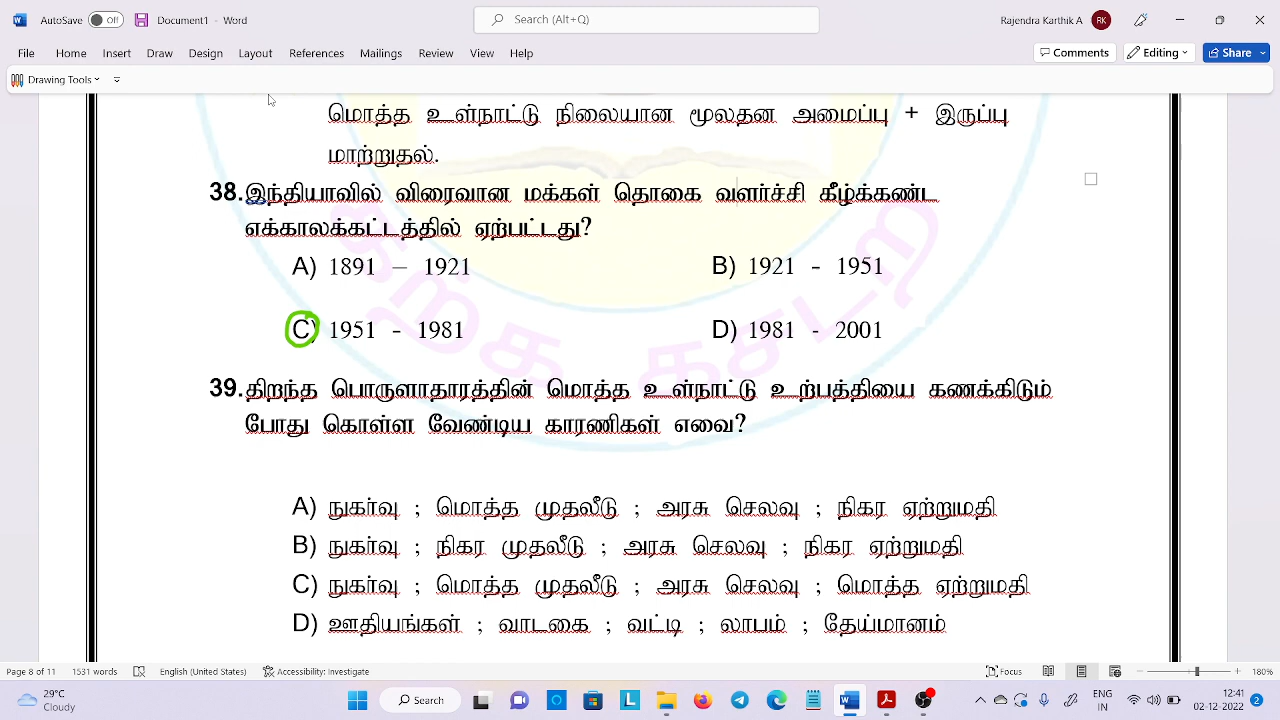 AutoSave Off Document1 - Word Search (Alt+Q) Rajendra Karthik A RK
File Home Insert Draw Design Layout References Mailings Review View Help Comments Editing Share
Drawing Tools
மொத்த உள்நாட்டு நிலையான மூலதன அமைப்பு + இருப்பு
மாற்றுதல்.
38. இந்தியாவில் விரைவான மக்கள் தொகை வளர்ச்சி கீழ்க்கண்ட
எக்காலக்கட்டத்தில் ஏற்பட்டது?
A) 1891 – 1921 B) 1921 - 1951
C) 1951 - 1981 D) 1981 - 2001
39. திறந்த பொருளாதாரத்தின் மொத்த உள்நாட்டு உற்பத்தியை கணக்கிடும்
போது கொள்ள வேண்டிய காரணிகள் எவை?
A) நுகர்வு ; மொத்த முதலீடு ; அரசு செலவு ; நிகர ஏற்றுமதி
B) நுகர்வு ; நிகர முதலீடு ; அரசு செலவு ; நிகர ஏற்றுமதி
C) நுகர்வு ; மொத்த முதலீடு ; அரசு செலவு ; மொத்த ஏற்றுமதி
D) ஊதியங்கள் ; வாடகை ; வட்டி ; லாபம் ; தேய்மானம்
Page 8 of 11 1531 words English (United States) Accessibility: Investigate Focus 180%
29°C Search ENG 12:41
Cloudy IN 02-12-2022 2